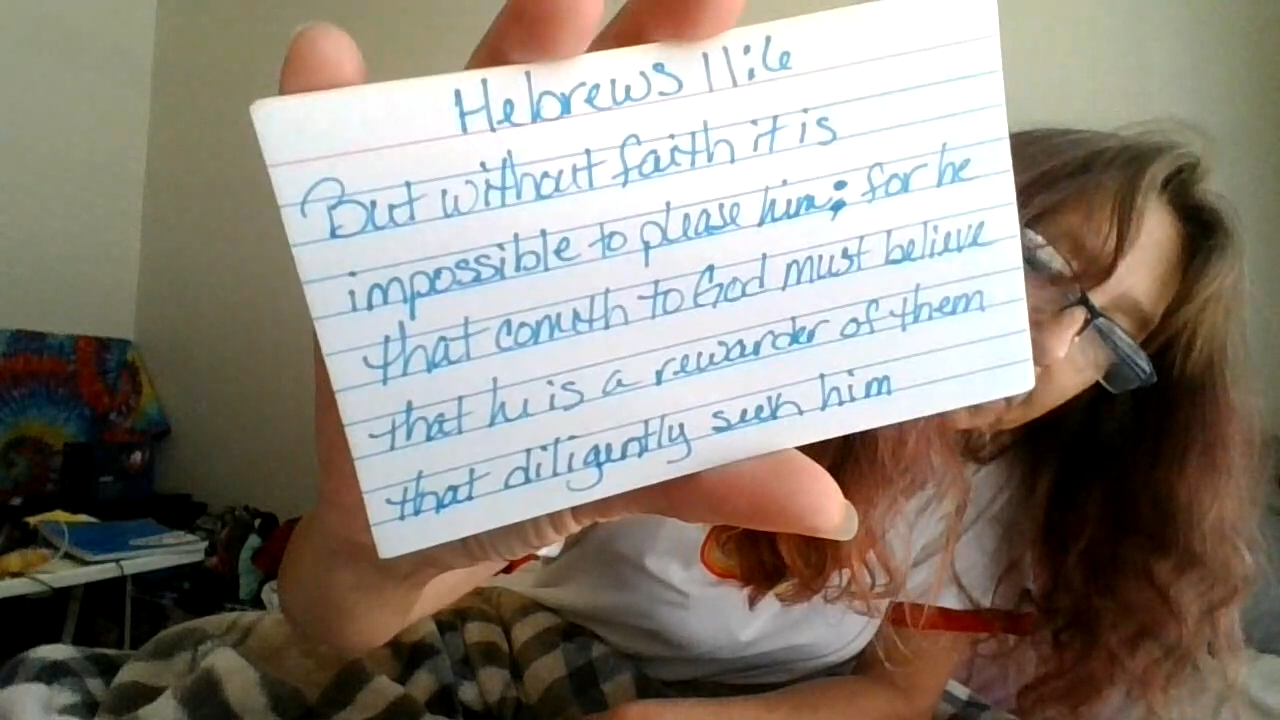 Hebrews 11:6
But without faith it is
impossible to please him; for he
that cometh to God must believe
that he is a rewarder of them
that diligently seek him